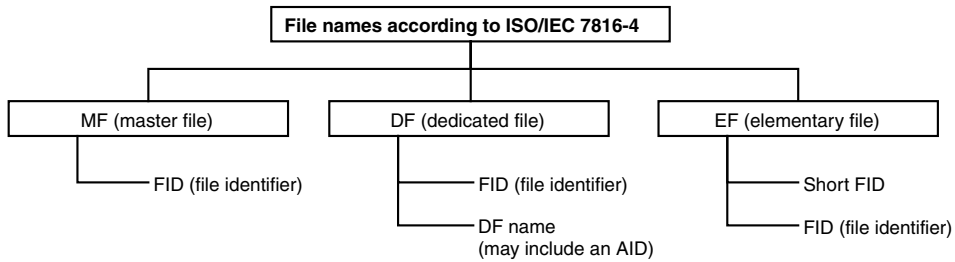 File names according to ISO/IEC 7816-4
MF (master file)
DF (dedicated file)
EF (elementary file)
FID (file identifier)
FID (file identifier)
Short FID
DF name
(may include an AID)
FID (file identifier)